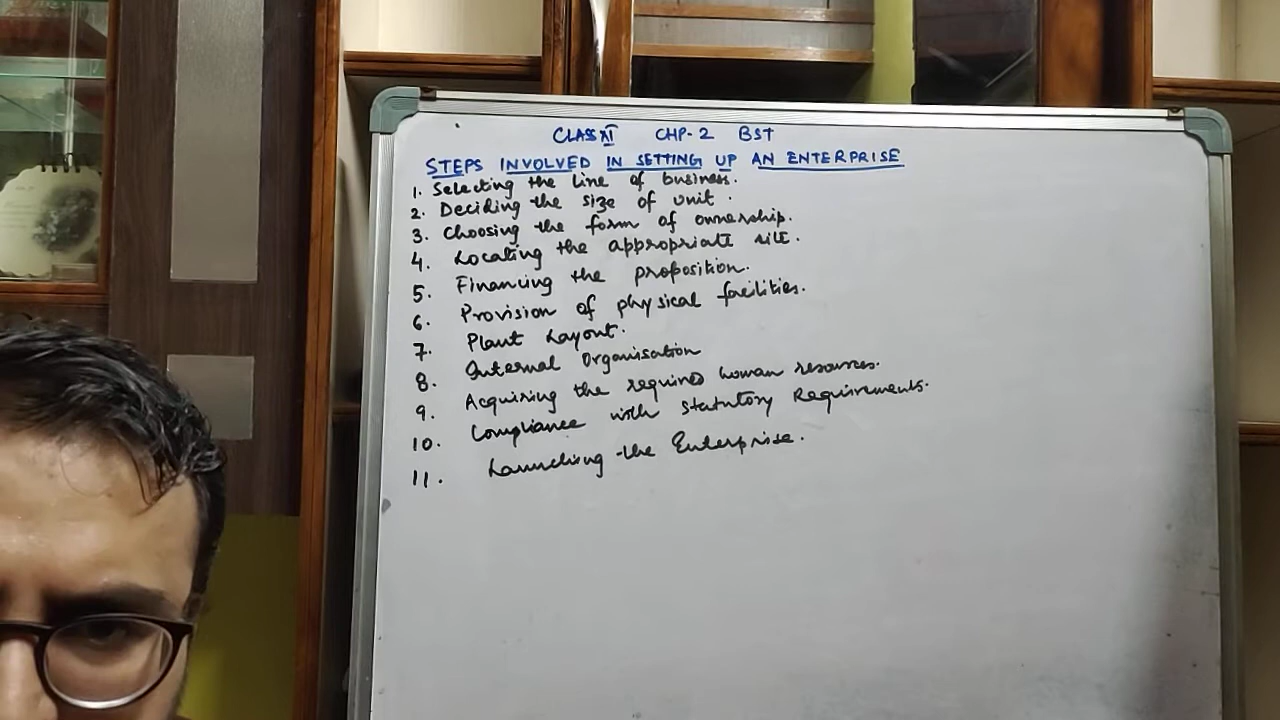 CLASS XI CHP-2 BST
STEPS INVOLVED IN SETTING UP AN ENTERPRISE
1. Selecting the line of business.
2. Deciding the size of unit.
3. Choosing the form of ownership.
4. Locating the appropriate site.
5. Financing the proposition.
6. Provision of physical facilities.
7. Plant Layout.
8. Internal Organisation
9. Acquiring the required human resources.
10. Compliance with Statutory Requirements.
11. Launching the Enterprise.